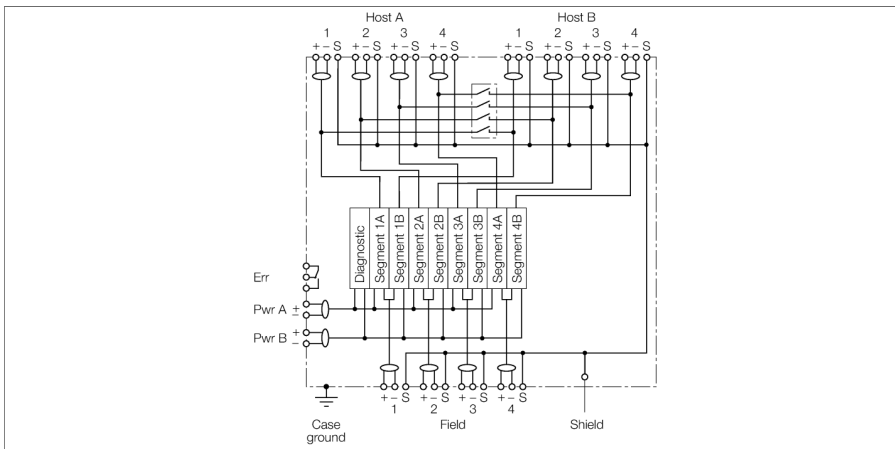 Host A Host B
1 2 3 4 1 2 3 4
+ − S + − S + − S + − S + − S + − S + − S + − S
Diagnostic
Segment 1A
Segment 1B
Segment 2A
Segment 2B
Segment 3A
Segment 3B
Segment 4A
Segment 4B
Err
Pwr A + −
Pwr B + −
+ − S + − S + − S + − S
1 2 3 4
Case Field Shield
ground